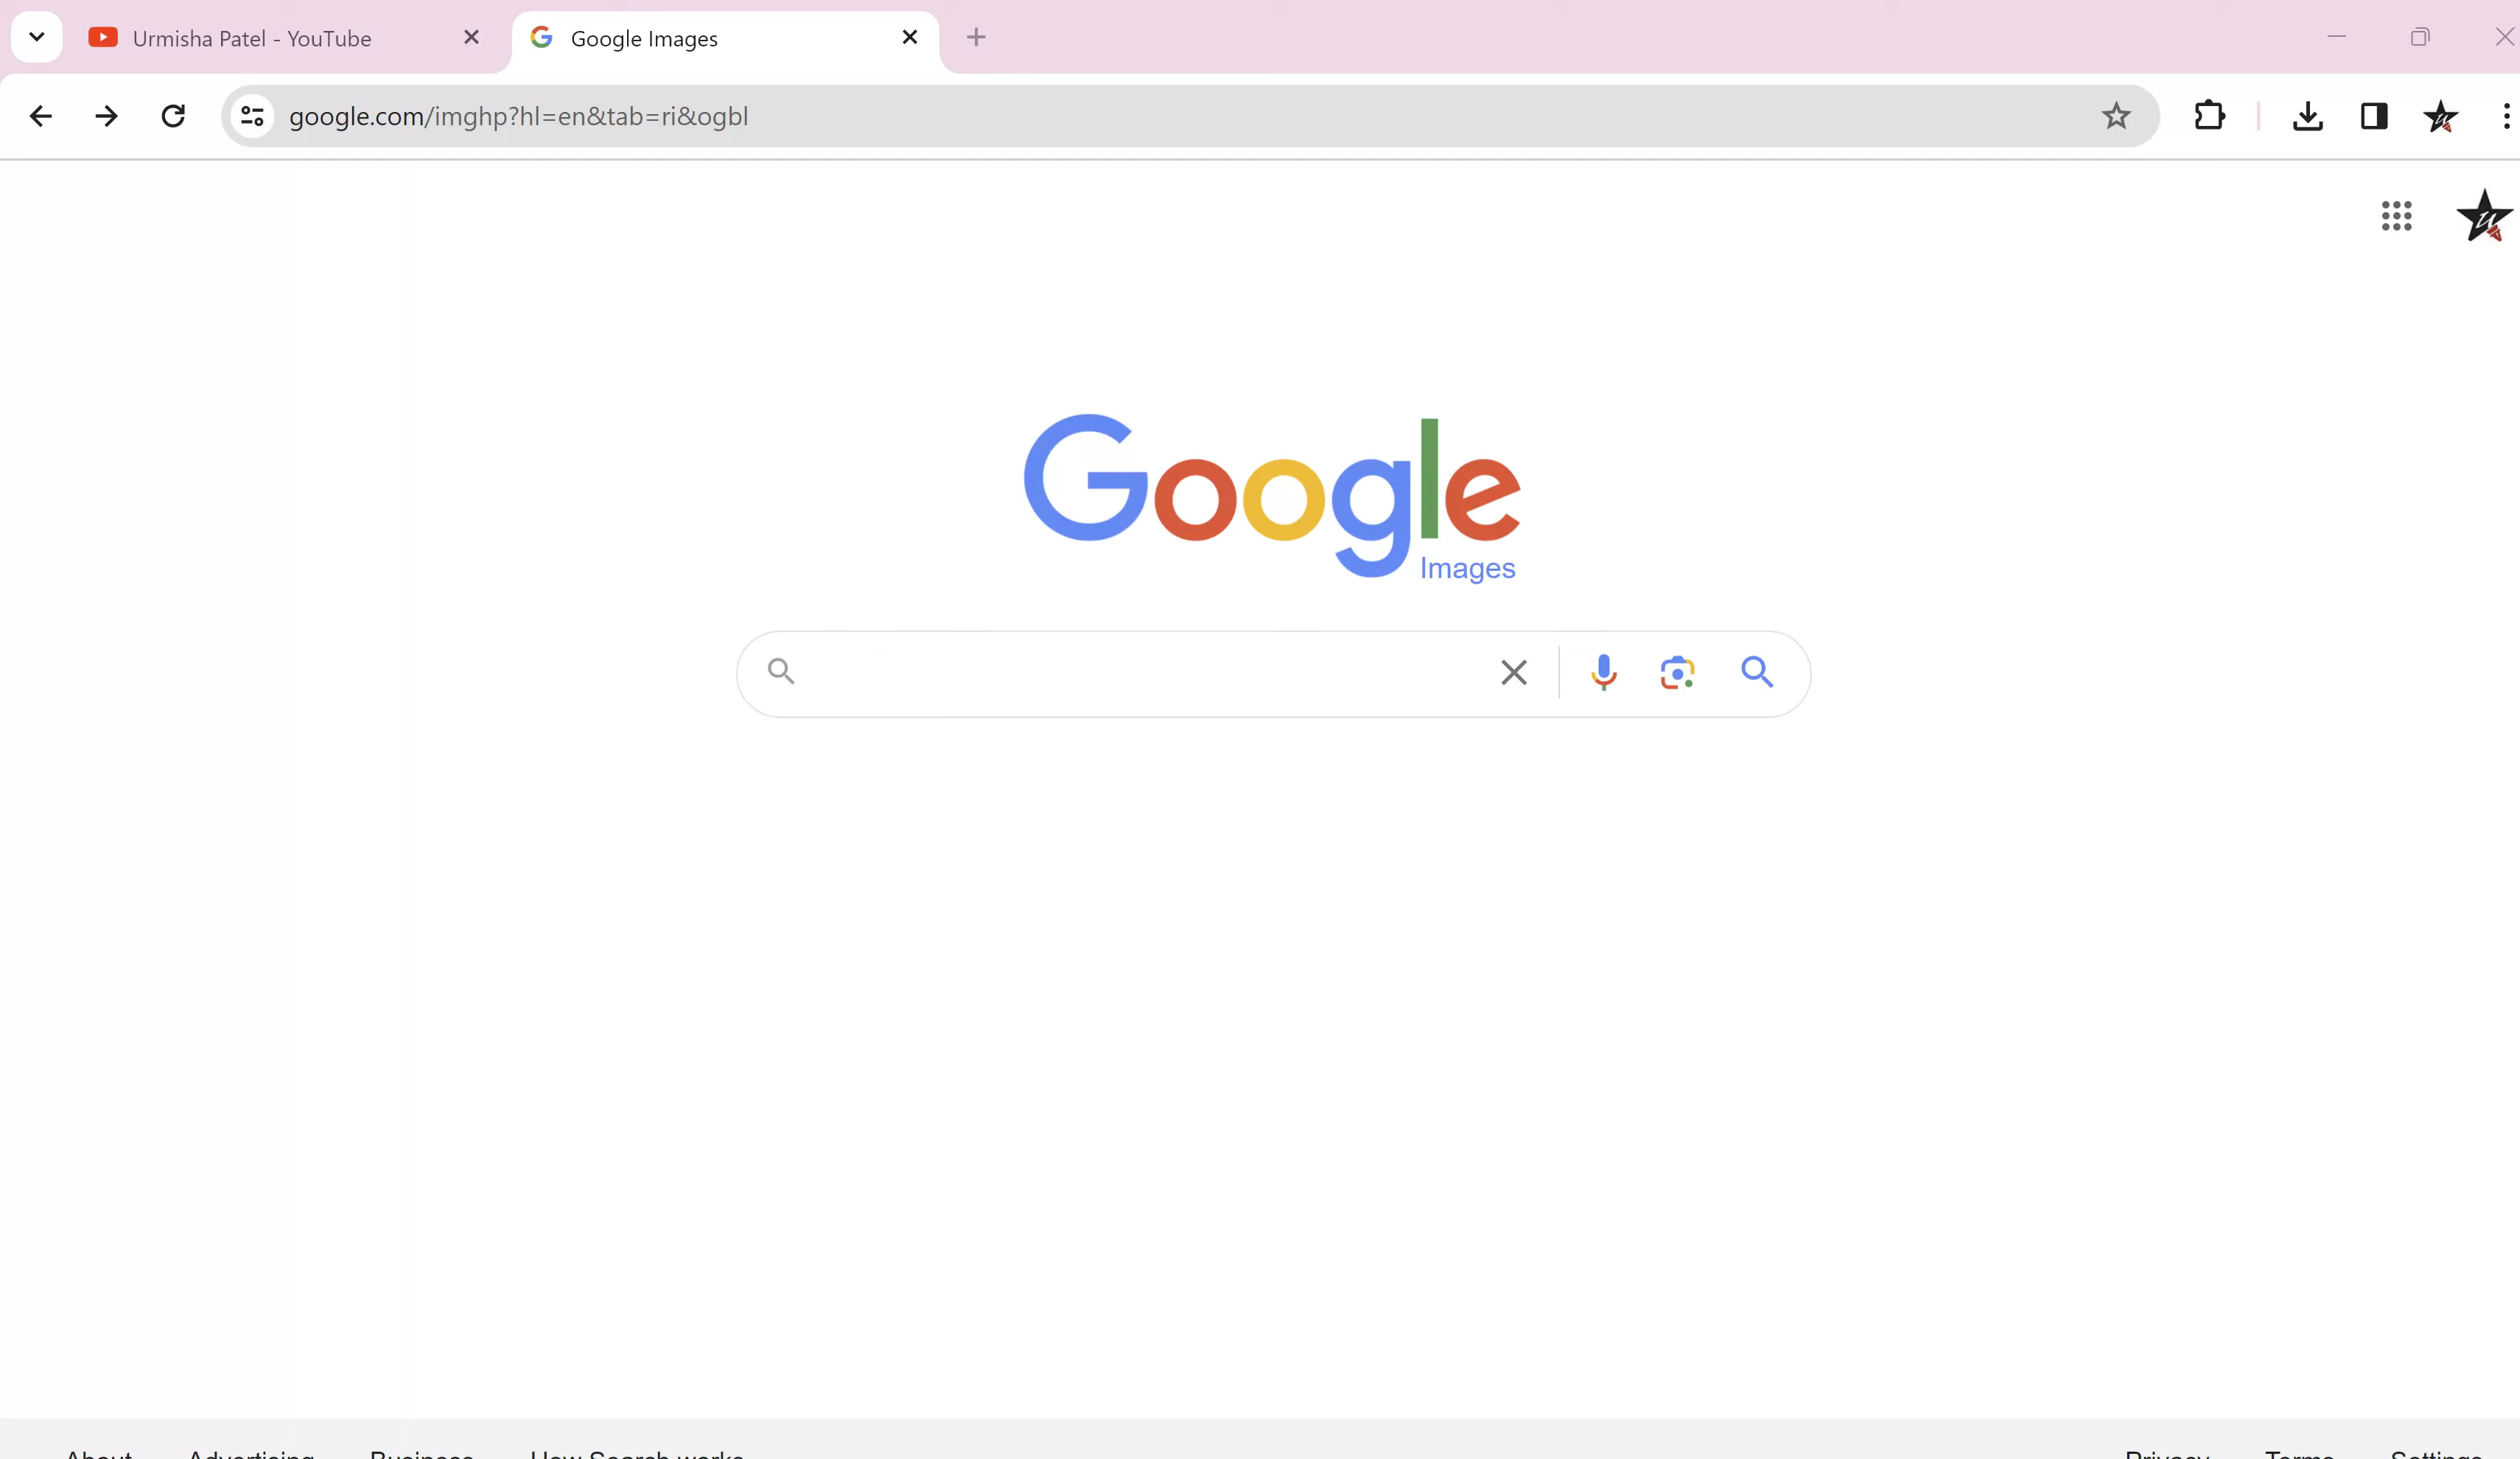 Urmisha Patel - YouTube
Google Images
google.com/imghp?hl=en&tab=ri&ogbl
Google
Images
About Advertising Business How Search works Privacy Terms Settings